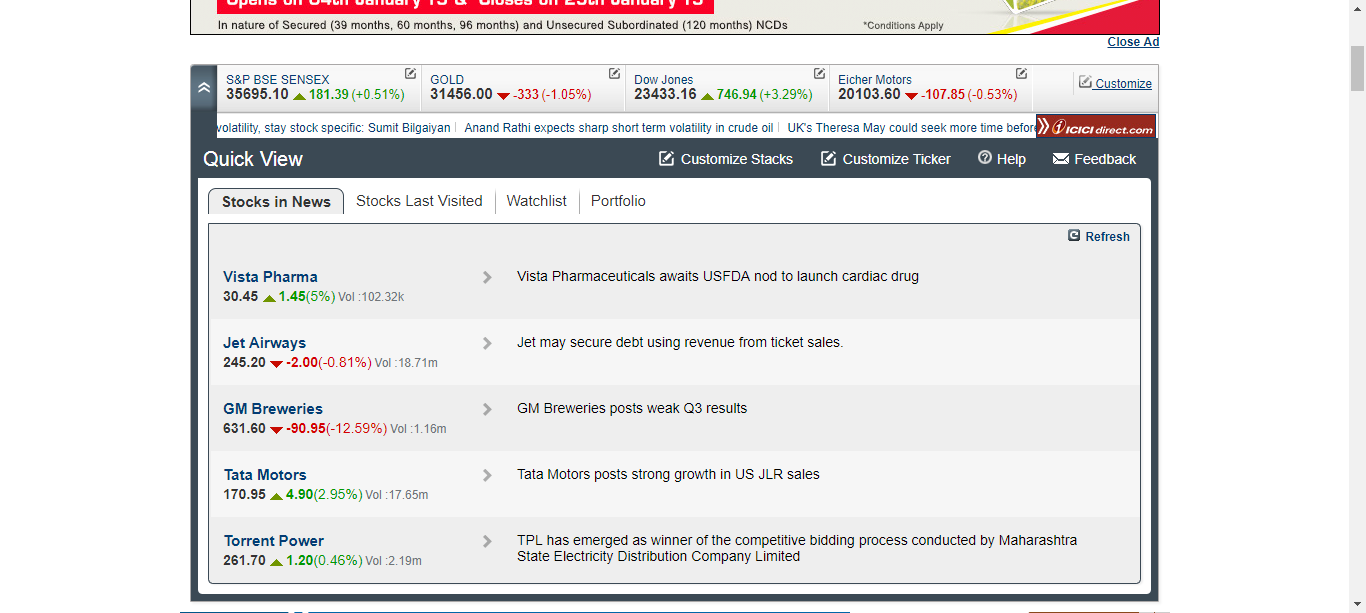 Opens on 04th January'19 & *Closes on 25th January'19
In nature of Secured (39 months, 60 months, 96 months) and Unsecured Subordinated (120 months) NCDs
*Conditions Apply
Close Ad
S&P BSE SENSEX
35695.10 181.39 (+0.51%)
GOLD
31456.00 -333 (-1.05%)
Dow Jones
23433.16 746.94 (+3.29%)
Eicher Motors
20103.60 -107.85 (-0.53%)
Customize
volatility, stay stock specific: Sumit Bilgaiyan | Anand Rathi expects sharp short term volatility in crude oil | UK's Theresa May could seek more time before
ICICI direct.com
Quick View
Customize Stacks
Customize Ticker
Help
Feedback
Stocks in News
Stocks Last Visited
Watchlist
Portfolio
Refresh
Vista Pharma
30.45 1.45(5%) Vol :102.32k
Vista Pharmaceuticals awaits USFDA nod to launch cardiac drug
Jet Airways
245.20 -2.00(-0.81%) Vol :18.71m
Jet may secure debt using revenue from ticket sales.
GM Breweries
631.60 -90.95(-12.59%) Vol :1.16m
GM Breweries posts weak Q3 results
Tata Motors
170.95 4.90(2.95%) Vol :17.65m
Tata Motors posts strong growth in US JLR sales
Torrent Power
261.70 1.20(0.46%) Vol :2.19m
TPL has emerged as winner of the competitive bidding process conducted by Maharashtra
State Electricity Distribution Company Limited